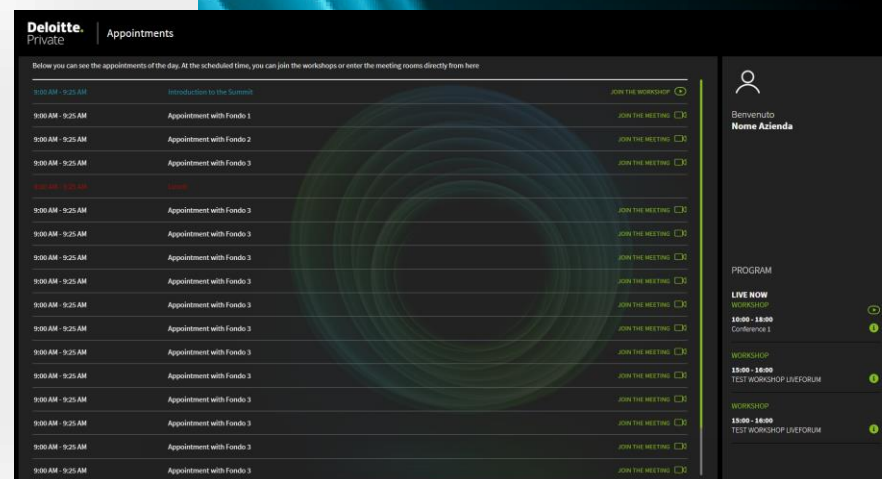 Deloitte.
Private
Appointments
Below you can see the appointments of the day. At the scheduled time, you can join the workshops or enter the meeting rooms directly from here
9:00 AM - 9:25 AM Introduction to the Summit JOIN THE WORKSHOP
9:00 AM - 9:25 AM Appointment with Fondo 1 JOIN THE MEETING
9:00 AM - 9:25 AM Appointment with Fondo 2 JOIN THE MEETING
9:00 AM - 9:25 AM Appointment with Fondo 3 JOIN THE MEETING
9:00 AM - 9:25 AM
9:00 AM - 9:25 AM Appointment with Fondo 3 JOIN THE MEETING
9:00 AM - 9:25 AM Appointment with Fondo 3 JOIN THE MEETING
9:00 AM - 9:25 AM Appointment with Fondo 3 JOIN THE MEETING
9:00 AM - 9:25 AM Appointment with Fondo 3 JOIN THE MEETING
9:00 AM - 9:25 AM Appointment with Fondo 3 JOIN THE MEETING
9:00 AM - 9:25 AM Appointment with Fondo 3 JOIN THE MEETING
9:00 AM - 9:25 AM Appointment with Fondo 3 JOIN THE MEETING
9:00 AM - 9:25 AM Appointment with Fondo 3 JOIN THE MEETING
9:00 AM - 9:25 AM Appointment with Fondo 3 JOIN THE MEETING
9:00 AM - 9:25 AM Appointment with Fondo 3 JOIN THE MEETING
9:00 AM - 9:25 AM Appointment with Fondo 3 JOIN THE MEETING
9:00 AM - 9:25 AM Appointment with Fondo 3 JOIN THE MEETING
Benvenuto
Nome Azienda
PROGRAM
LIVE NOW
WORKSHOP
10:00 - 18:00
Conference 1
WORKSHOP
15:00 - 16:00
TEST WORKSHOP LIVEFORUM
WORKSHOP
15:00 - 16:00
TEST WORKSHOP LIVEFORUM